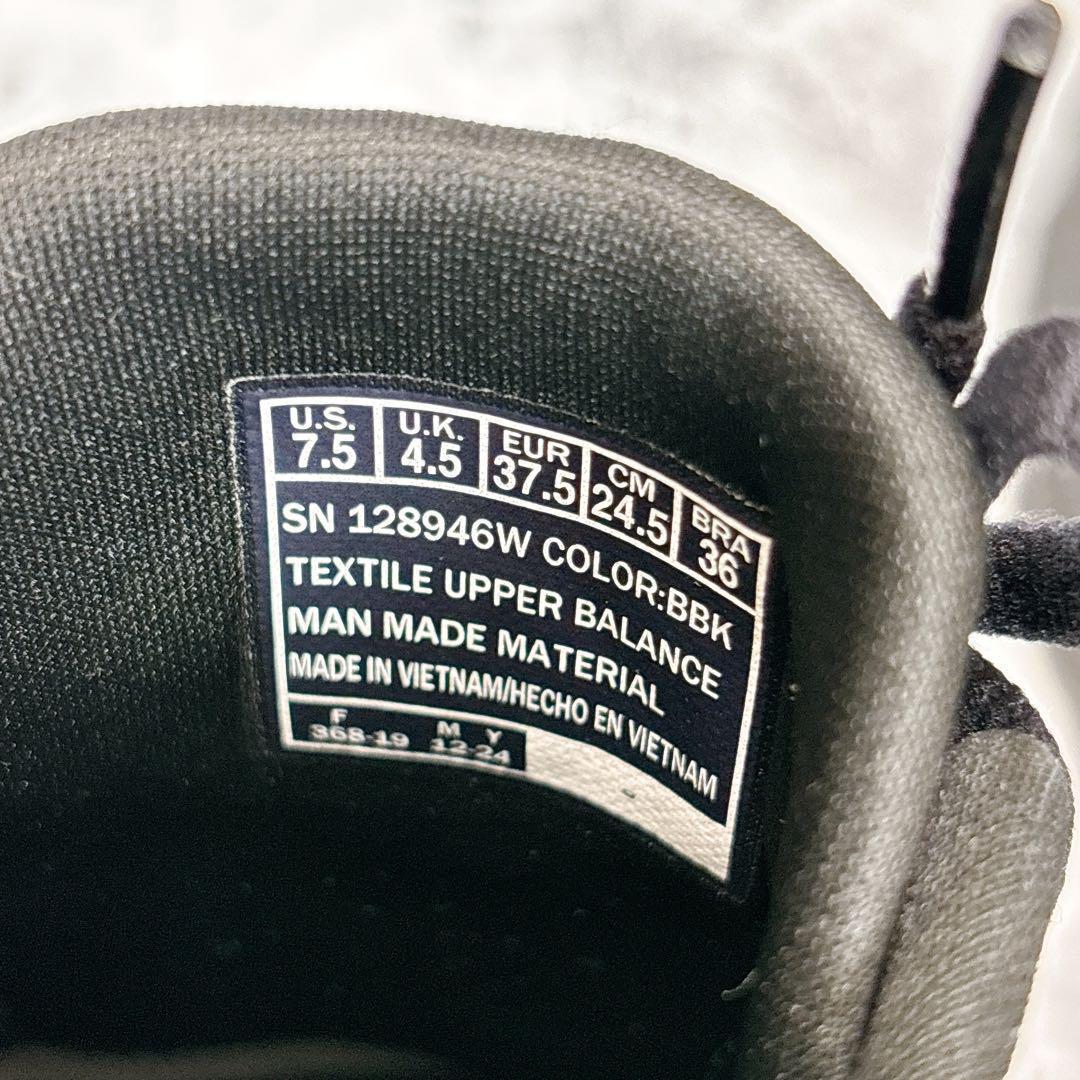 U.S. U.K. EUR CM BRA
7.5 4.5 37.5 24.5 36
SN 128946W COLOR:BBK
TEXTILE UPPER BALANCE
MAN MADE MATERIAL
MADE IN VIETNAM/HECHO EN VIETNAM
F M Y
368-19 12-24